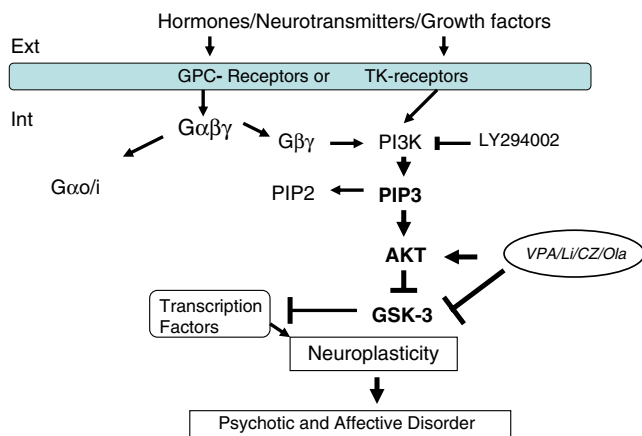 Hormones/Neurotransmitters/Growth factors
Ext
GPC- Receptors or TK-receptors
Int
Gαβγ
Gβγ
PI3K
LY294002
Gαo/i
PIP2
PIP3
AKT
VPA/Li/CZ/Ola
Transcription
Factors
GSK-3
Neuroplasticity
Psychotic and Affective Disorder